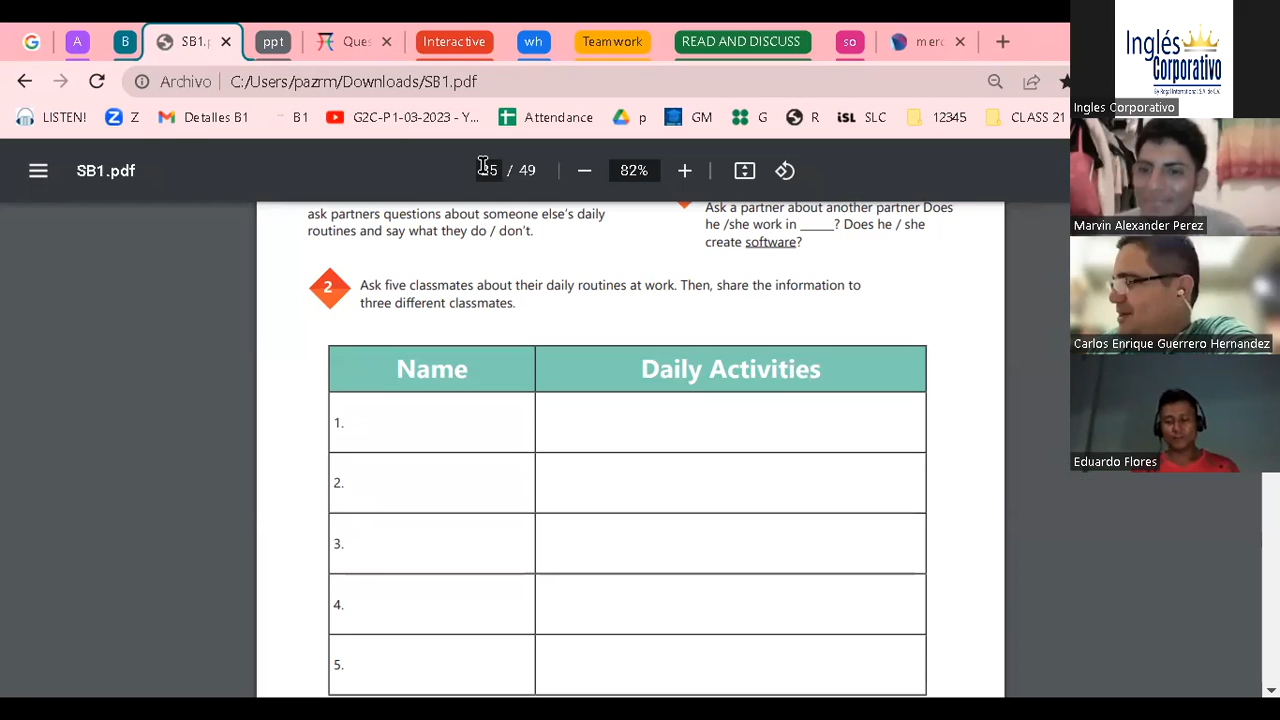 A
B
SB1.p
ppt
Ques
Interactive
wh
Teamwork
READ AND DISCUSS
so
merc
Archivo
C:/Users/pazrm/Downloads/SB1.pdf
LISTEN!
Z
Detalles B1
B1
G2C-P1-03-2023 - Y...
Attendance
p
GM
G
R
iSL
SLC
12345
CLASS 21
SB1.pdf
/ 49
82%
ask partners questions about someone else's daily
routines and say what they do / don't.
Ask a partner about another partner Does
he /she work in _____? Does he / she
create software?
2
Ask five classmates about their daily routines at work. Then, share the information to
three different classmates.
Name
Daily Activities
1.
2.
3.
4.
5.
Inglés
Corporativo
Ingles Corporativo
Marvin Alexander Perez
Carlos Enrique Guerrero Hernandez
Eduardo Flores